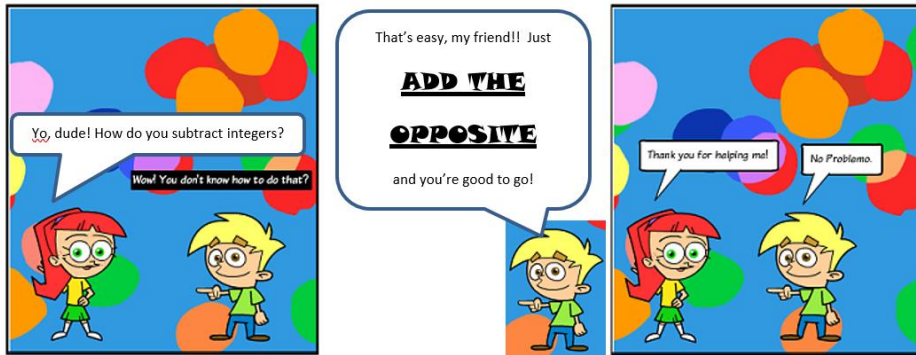 Yo, dude! How do you subtract integers?
Wow! You don't know how to do that?
That's easy, my friend!! Just
ADD THE
OPPOSITE
and you're good to go!
Thank you for helping me!
No Problemo.